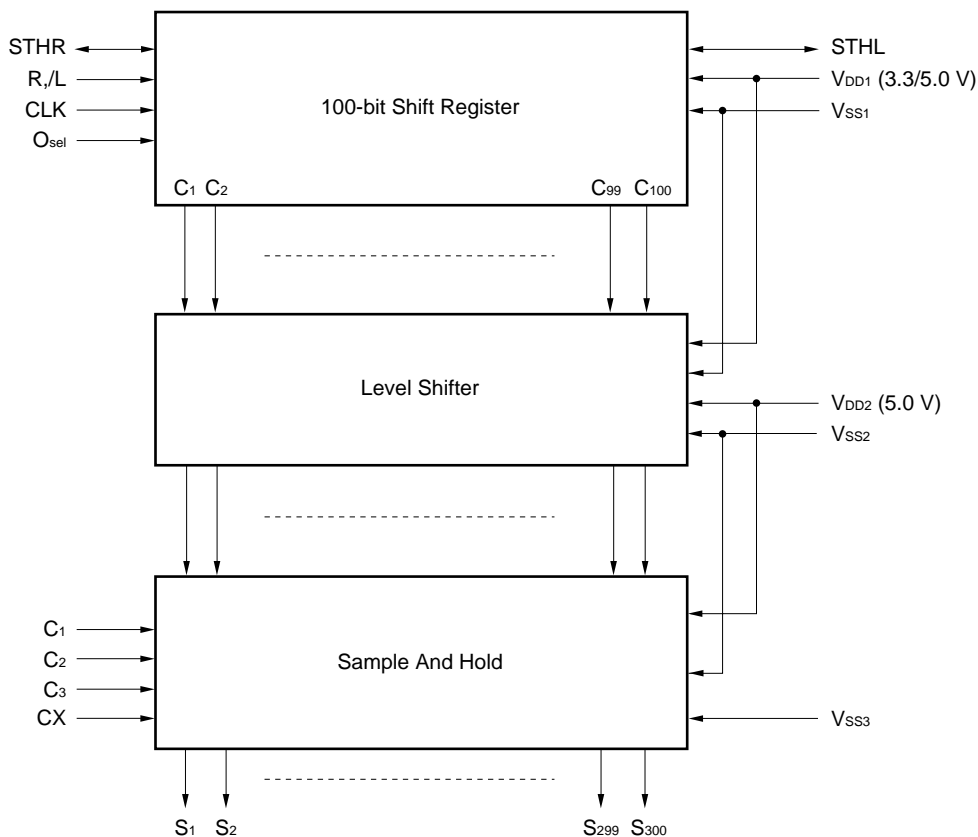 STHR
STHL
R,/L
VDD1 (3.3/5.0 V)
CLK
100-bit Shift Register
VSS1
Osel
C1 C2 C99 C100
Level Shifter
VDD2 (5.0 V)
VSS2
C1
C2
Sample And Hold
C3
CX
VSS3
S1 S2 S299 S300